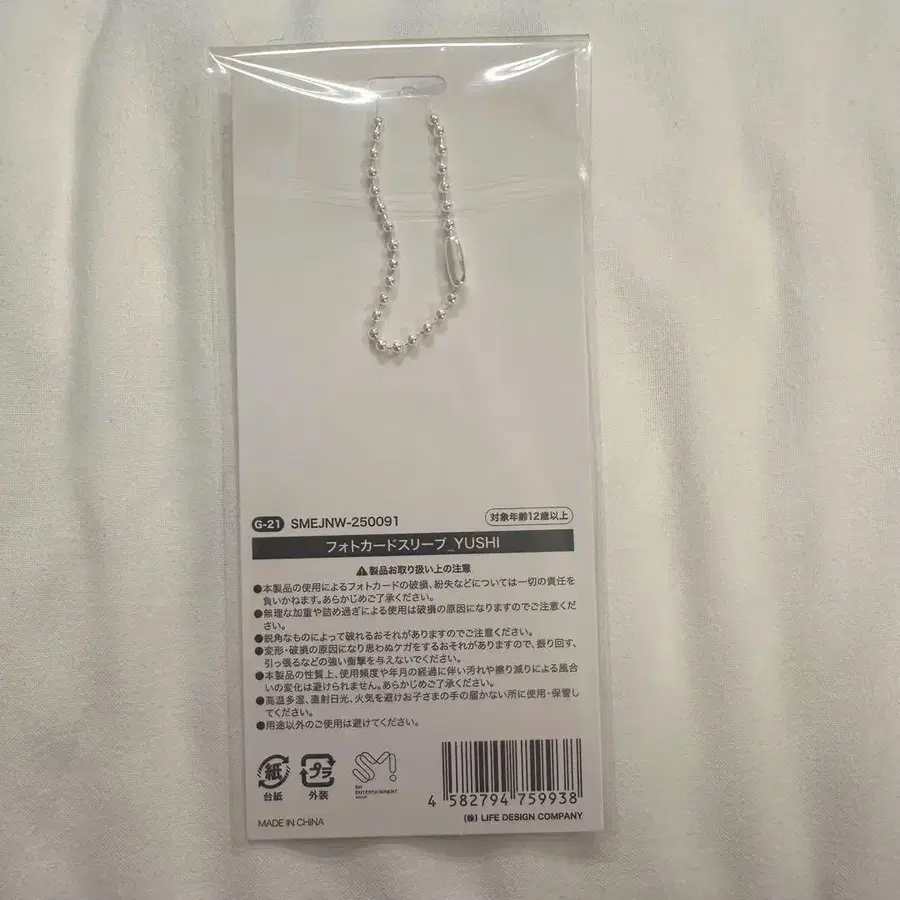 G-21 SMEJNW-250091 対象年齢12歳以上
フォトカードスリーブ_YUSHI
⚠製品お取り扱い上の注意
●本製品の使用によるフォトカードの破損、紛失などについては一切の責任を
負いかねます。あらかじめご了承ください。
●無理な加重や詰め過ぎによる使用は破損の原因になりますのでご注意くだ
さい。
●鋭角なものによって破れるおそれがありますのでご注意ください。
●変形・破損の原因になり思わぬケガをするおそれがありますので、振り回す、
引っ張るなどの強い衝撃を与えないでください。
●本製品の性質上、使用頻度や年月の経過に伴い汚れや擦り減りによる風合
いの変化は避けられません。あらかじめご了承ください。
●高温多湿、直射日光、火気を避けお子さまの手の届かない所に使用・保管し
てください。
●用途以外のご使用は避けてください。
紙
台紙
プラ
外装
SM!
SM
ENTERTAINMENT
GROUP
4 582794 759938
MADE IN CHINA
(株) LIFE DESIGN COMPANY